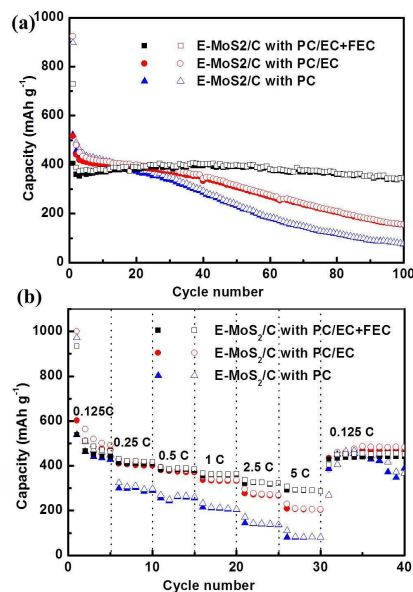 (a)
E-MoS2/C with PC/EC+FEC
E-MoS2/C with PC/EC
E-MoS2/C with PC
Capacity (mAh g⁻¹)
1000
800
600
400
200
0
0 20 40 60 80 100
Cycle number
(b)
E-MoS₂/C with PC/EC+FEC
E-MoS₂/C with PC/EC
E-MoS₂/C with PC
0.125C
0.25 C
0.5 C
1 C
2.5 C
5 C
0.125 C
Capacity (mAh g⁻¹)
1000
800
600
400
200
0
0 10 20 30 40
Cycle number